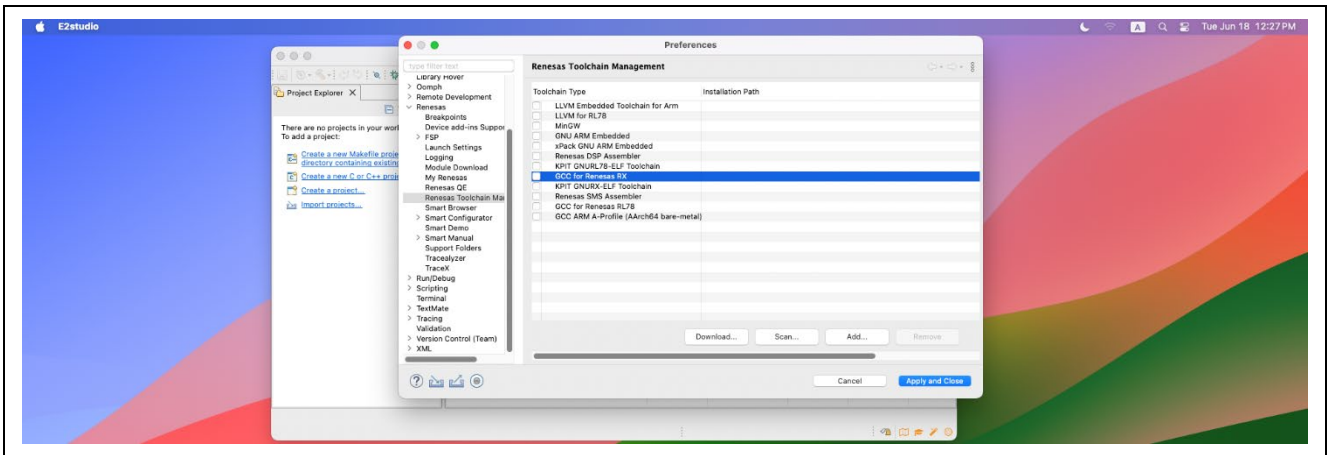 E2studio
A
Tue Jun 18 12:27 PM
Preferences
type filter text
Library Hover
Oomph
Remote Development
Renesas
Breakpoints
Device add-ins Suppor
FSP
Launch Settings
Logging
Module Download
My Renesas
Renesas QE
Renesas Toolchain Mai
Smart Browser
Smart Configurator
Smart Demo
Smart Manual
Support Folders
Tracealyzer
TraceX
Run/Debug
Scripting
Terminal
TextMate
Tracing
Validation
Version Control (Team)
XML
Project Explorer
There are no projects in your worl
To add a project:
Create a new Makefile proje
directory containing existing
Create a new C or C++ proje
Create a project...
Import projects...
Renesas Toolchain Management
Toolchain Type Installation Path
LLVM Embedded Toolchain for Arm
LLVM for RL78
MinGW
GNU ARM Embedded
xPack GNU ARM Embedded
Renesas DSP Assembler
KPIT GNURL78-ELF Toolchain
GCC for Renesas RX
KPIT GNURX-ELF Toolchain
Renesas SMS Assembler
GCC for Renesas RL78
GCC ARM A-Profile (AArch64 bare-metal)
Download... Scan... Add... Remove
Cancel Apply and Close